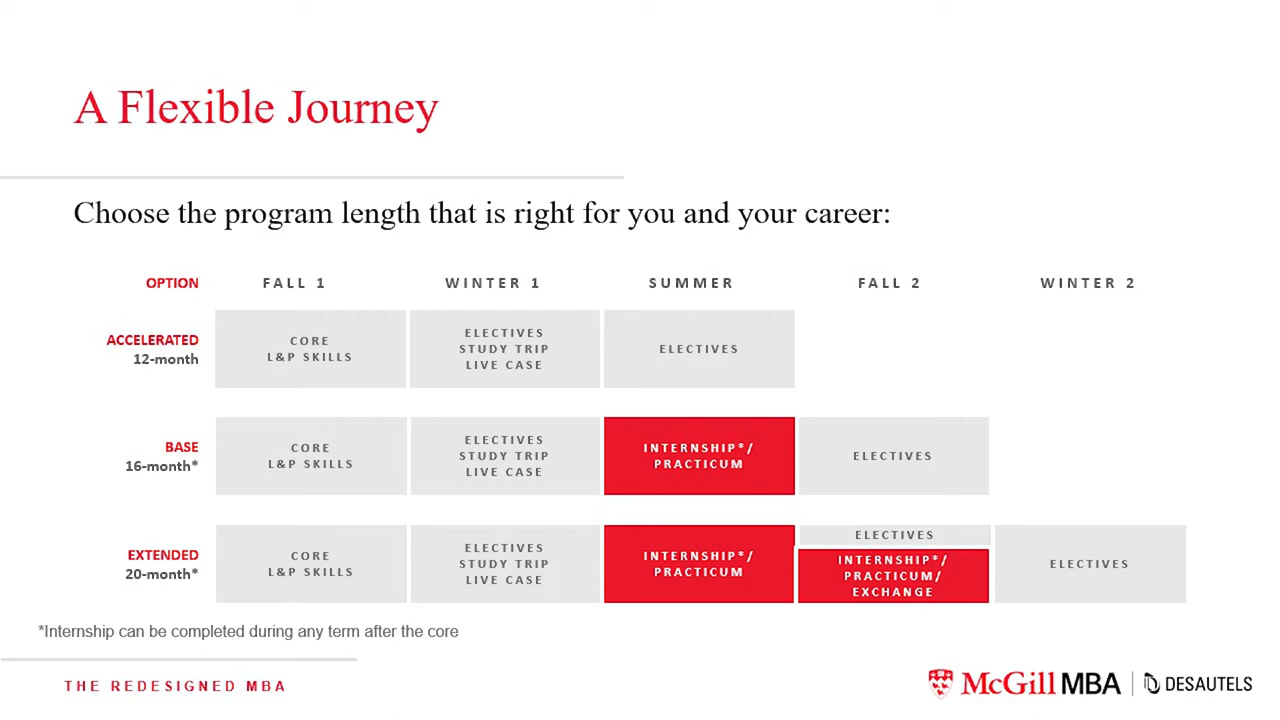 A Flexible Journey
Choose the program length that is right for you and your career:
OPTION FALL 1 WINTER 1 SUMMER FALL 2 WINTER 2
ACCELERATED
12-month
CORE
L&P SKILLS
ELECTIVES
STUDY TRIP
LIVE CASE
ELECTIVES
BASE
16-month*
CORE
L&P SKILLS
ELECTIVES
STUDY TRIP
LIVE CASE
INTERNSHIP*/
PRACTICUM
ELECTIVES
EXTENDED
20-month*
CORE
L&P SKILLS
ELECTIVES
STUDY TRIP
LIVE CASE
INTERNSHIP*/
PRACTICUM
ELECTIVES
INTERNSHIP*/
PRACTICUM/
EXCHANGE
ELECTIVES
*Internship can be completed during any term after the core
THE REDESIGNED MBA
McGill MBA DESAUTELS